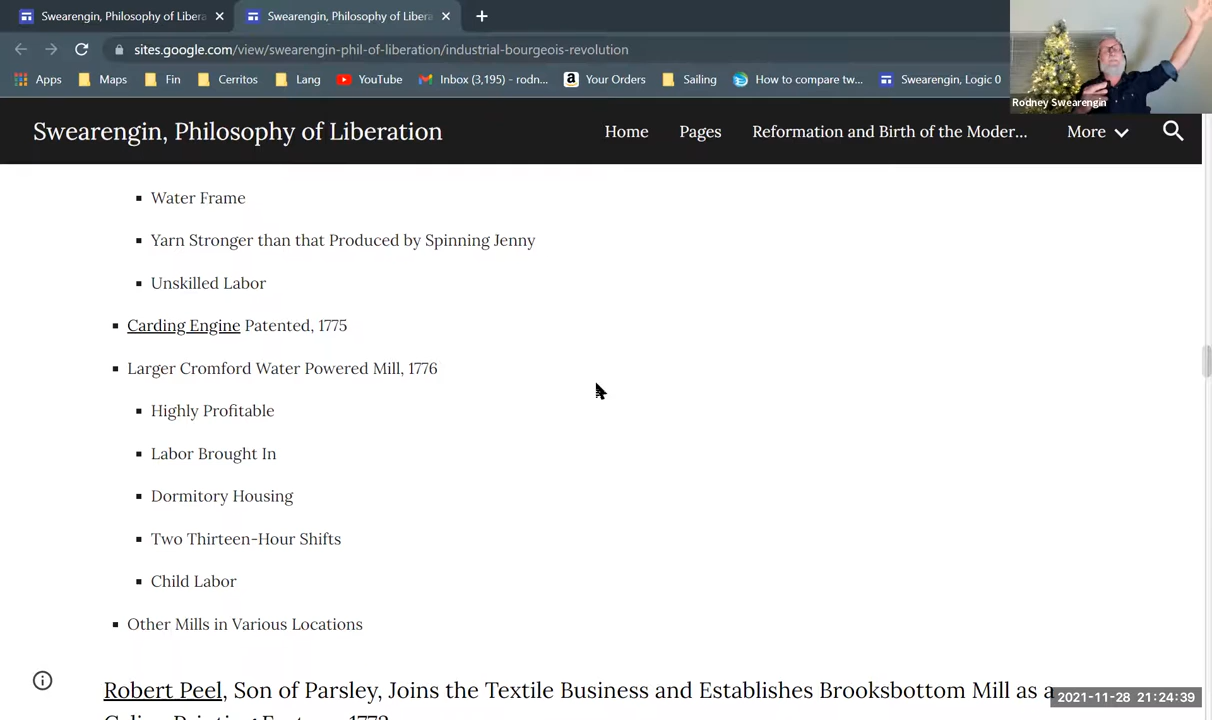 Swearengin, Philosophy of Libera
Swearengin, Philosophy of Libera
sites.google.com/view/swearengin-phil-of-liberation/industrial-bourgeois-revolution
Apps Maps Fin Cerritos Lang YouTube Inbox (3,195) - rodn... Your Orders Sailing How to compare tw... Swearengin, Logic 0
Rodney Swearengin
Swearengin, Philosophy of Liberation Home Pages Reformation and Birth of the Moder... More
Water Frame
Yarn Stronger than that Produced by Spinning Jenny
Unskilled Labor
Carding Engine Patented, 1775
Larger Cromford Water Powered Mill, 1776
Highly Profitable
Labor Brought In
Dormitory Housing
Two Thirteen-Hour Shifts
Child Labor
Other Mills in Various Locations
Robert Peel, Son of Parsley, Joins the Textile Business and Establishes Brooksbottom Mill as a
2021-11-28 21:24:39